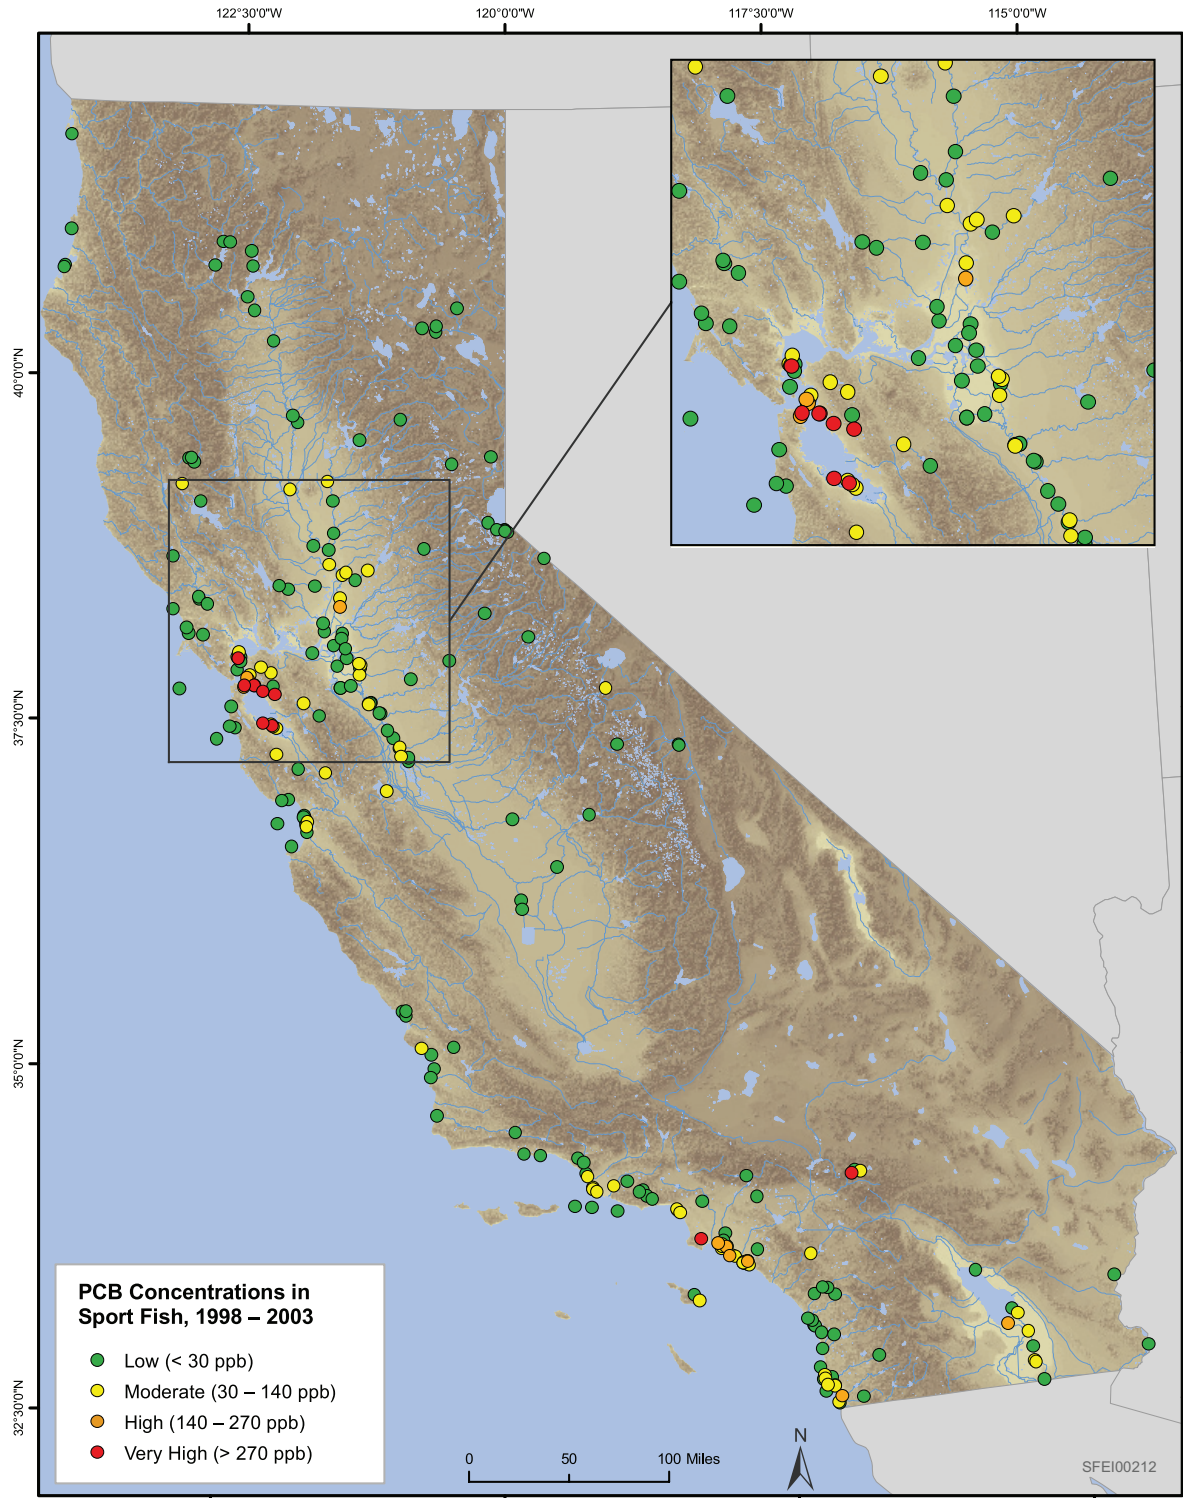 122°30'0"W 120°0'0"W 117°30'0"W 115°0'0"W
40°0'0"N
37°30'0"N
35°0'0"N
32°30'0"N
PCB Concentrations in
Sport Fish, 1998 – 2003
Low (< 30 ppb)
Moderate (30 – 140 ppb)
High (140 – 270 ppb)
Very High (> 270 ppb)
0 50 100 Miles
N
SFEI00212